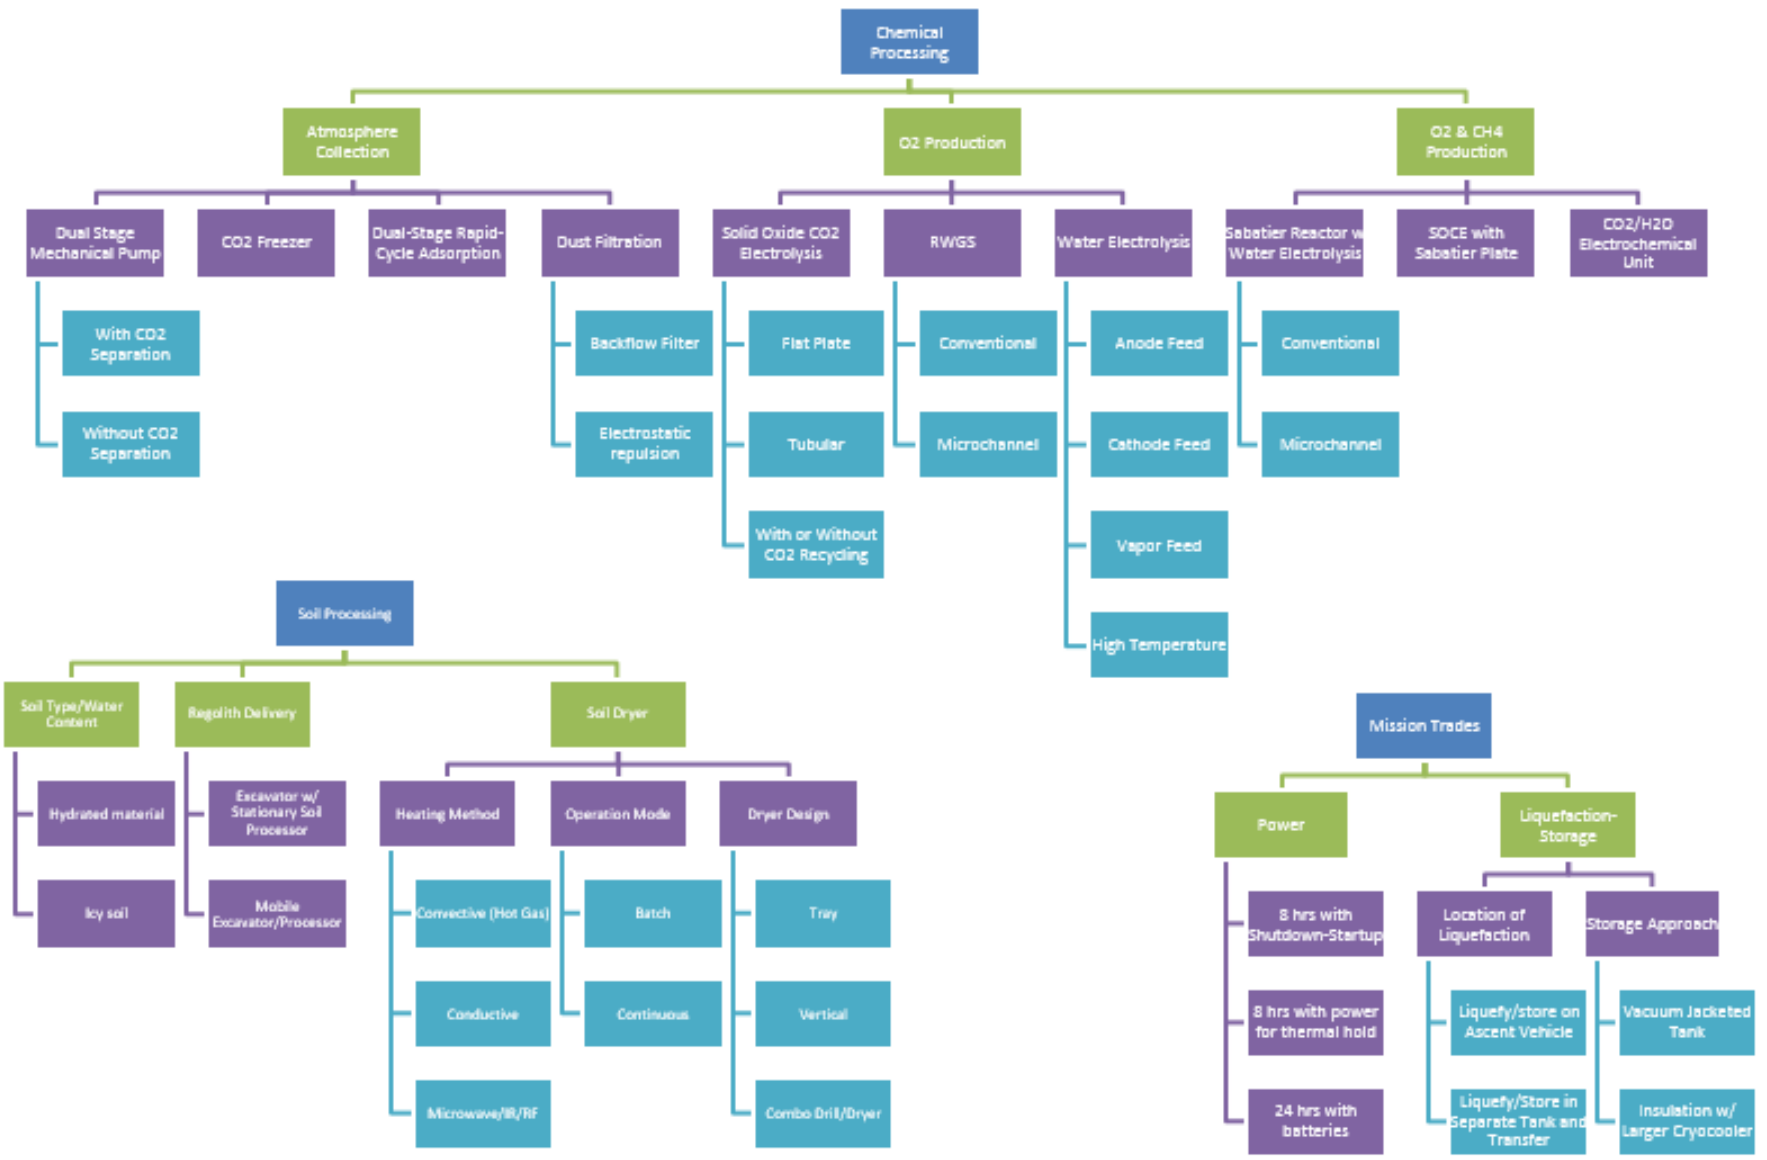 Chemical
Processing
Atmosphere
Collection
O2 Production
O2 & CH4
Production
Dual Stage
Mechanical Pump
CO2 Freezer
Dual-Stage Rapid-
Cycle Adsorption
Dust Filtration
Solid Oxide CO2
Electrolysis
RWGS
Water Electrolysis
Sabatier Reactor w
Water Electrolysis
SOCE with
Sabatier Plate
CO2/H2O
Electrochemical
Unit
With CO2
Separation
Backflow Filter
Flat Plate
Conventional
Anode Feed
Conventional
Without CO2
Separation
Electrostatic
repulsion
Tubular
Microchannel
Cathode Feed
Microchannel
With or Without
CO2 Recycling
Vapor Feed
High Temperature
Soil Processing
Soil Type/Water
Content
Regolith Delivery
Soil Dryer
Hydrated material
Excavator w/
Stationary Soil
Processor
Heating Method
Operation Mode
Dryer Design
Icy soil
Mobile
Excavator/Processor
Convective (Hot Gas)
Batch
Tray
Conductive
Continuous
Vertical
Microwave/IR/RF
Combo Drill/Dryer
Mission Trades
Power
Liquefaction-
Storage
8 hrs with
Shutdown-Startup
Location of
Liquefaction
Storage Approach
8 hrs with power
for thermal hold
Liquefy/store on
Ascent Vehicle
Vacuum Jacketed
Tank
24 hrs with
batteries
Liquefy/Store in
Separate Tank and
Transfer
Insulation w/
Larger Cryocooler